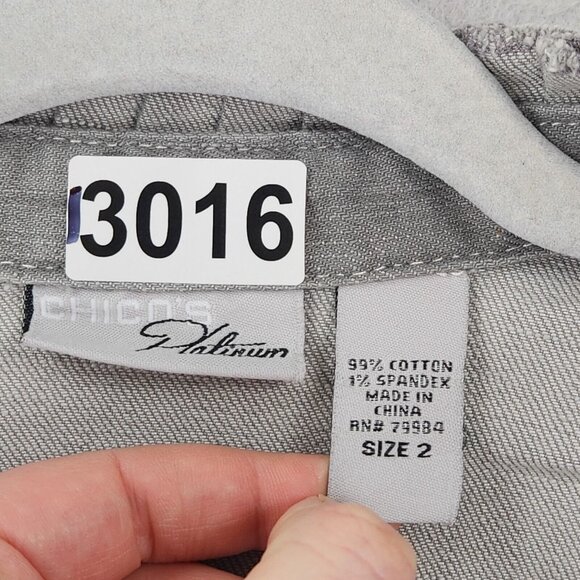 3016
CHICO'S
Platinum
99% COTTON
1% SPANDEX
MADE IN
CHINA
RN# 79984
SIZE 2